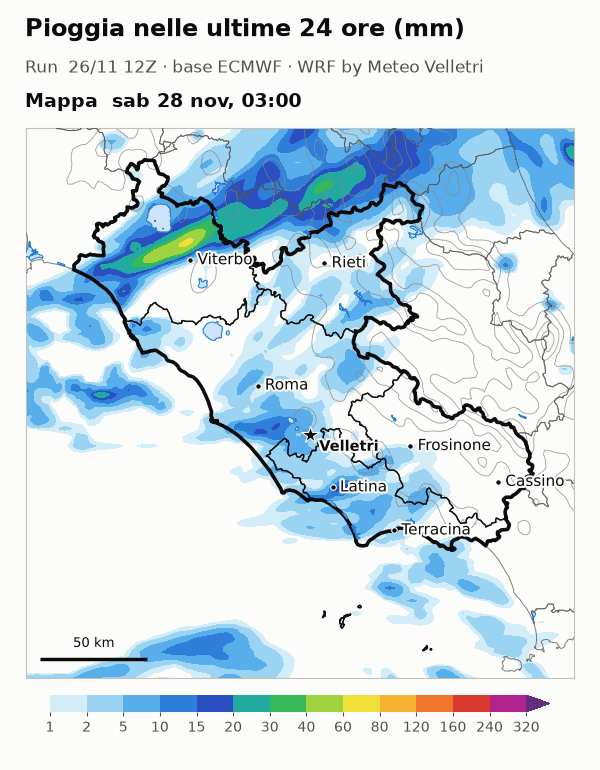 Pioggia nelle ultime 24 ore (mm)
Run  26/11 12Z · base ECMWF · WRF by Meteo Velletri
Mappa  sab 28 nov, 03:00
Viterbo
Rieti
Roma
Velletri
Frosinone
Latina
Cassino
Terracina
50 km
1 2 5 10 15 20 30 40 60 80 120 160 240 320